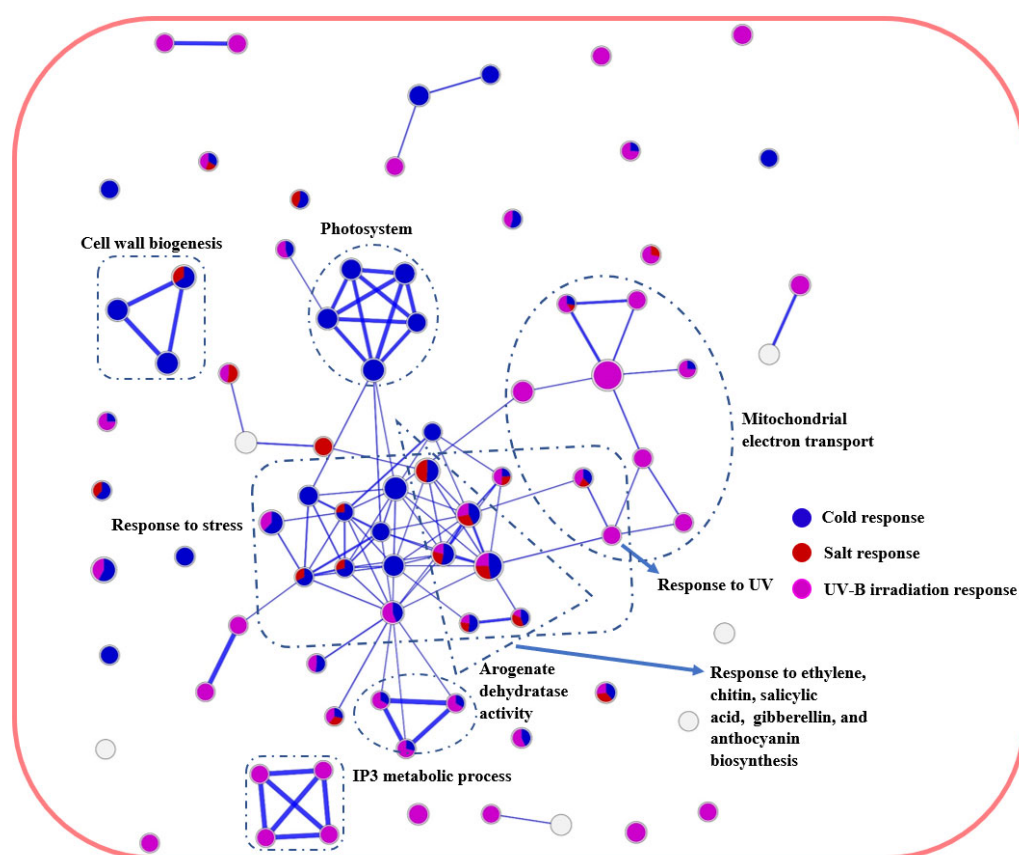 Photosystem
Cell wall biogenesis
Mitochondrial
electron transport
Response to stress
Cold response
Salt response
UV-B irradiation response
Response to UV
Arogenate
dehydratase
activity
Response to ethylene,
chitin, salicylic
acid, gibberellin, and
anthocyanin
biosynthesis
IP3 metabolic process